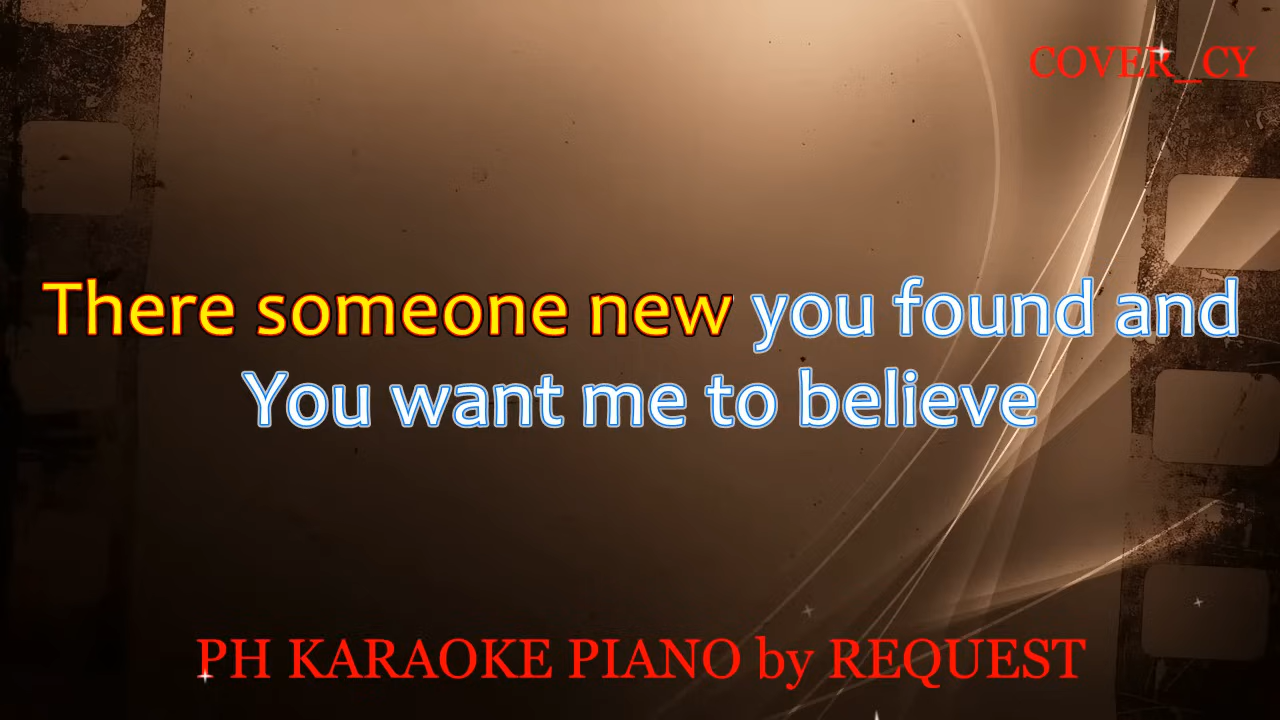 COVER_CY
There someone new you found and
You want me to believe
PH KARAOKE PIANO by REQUEST